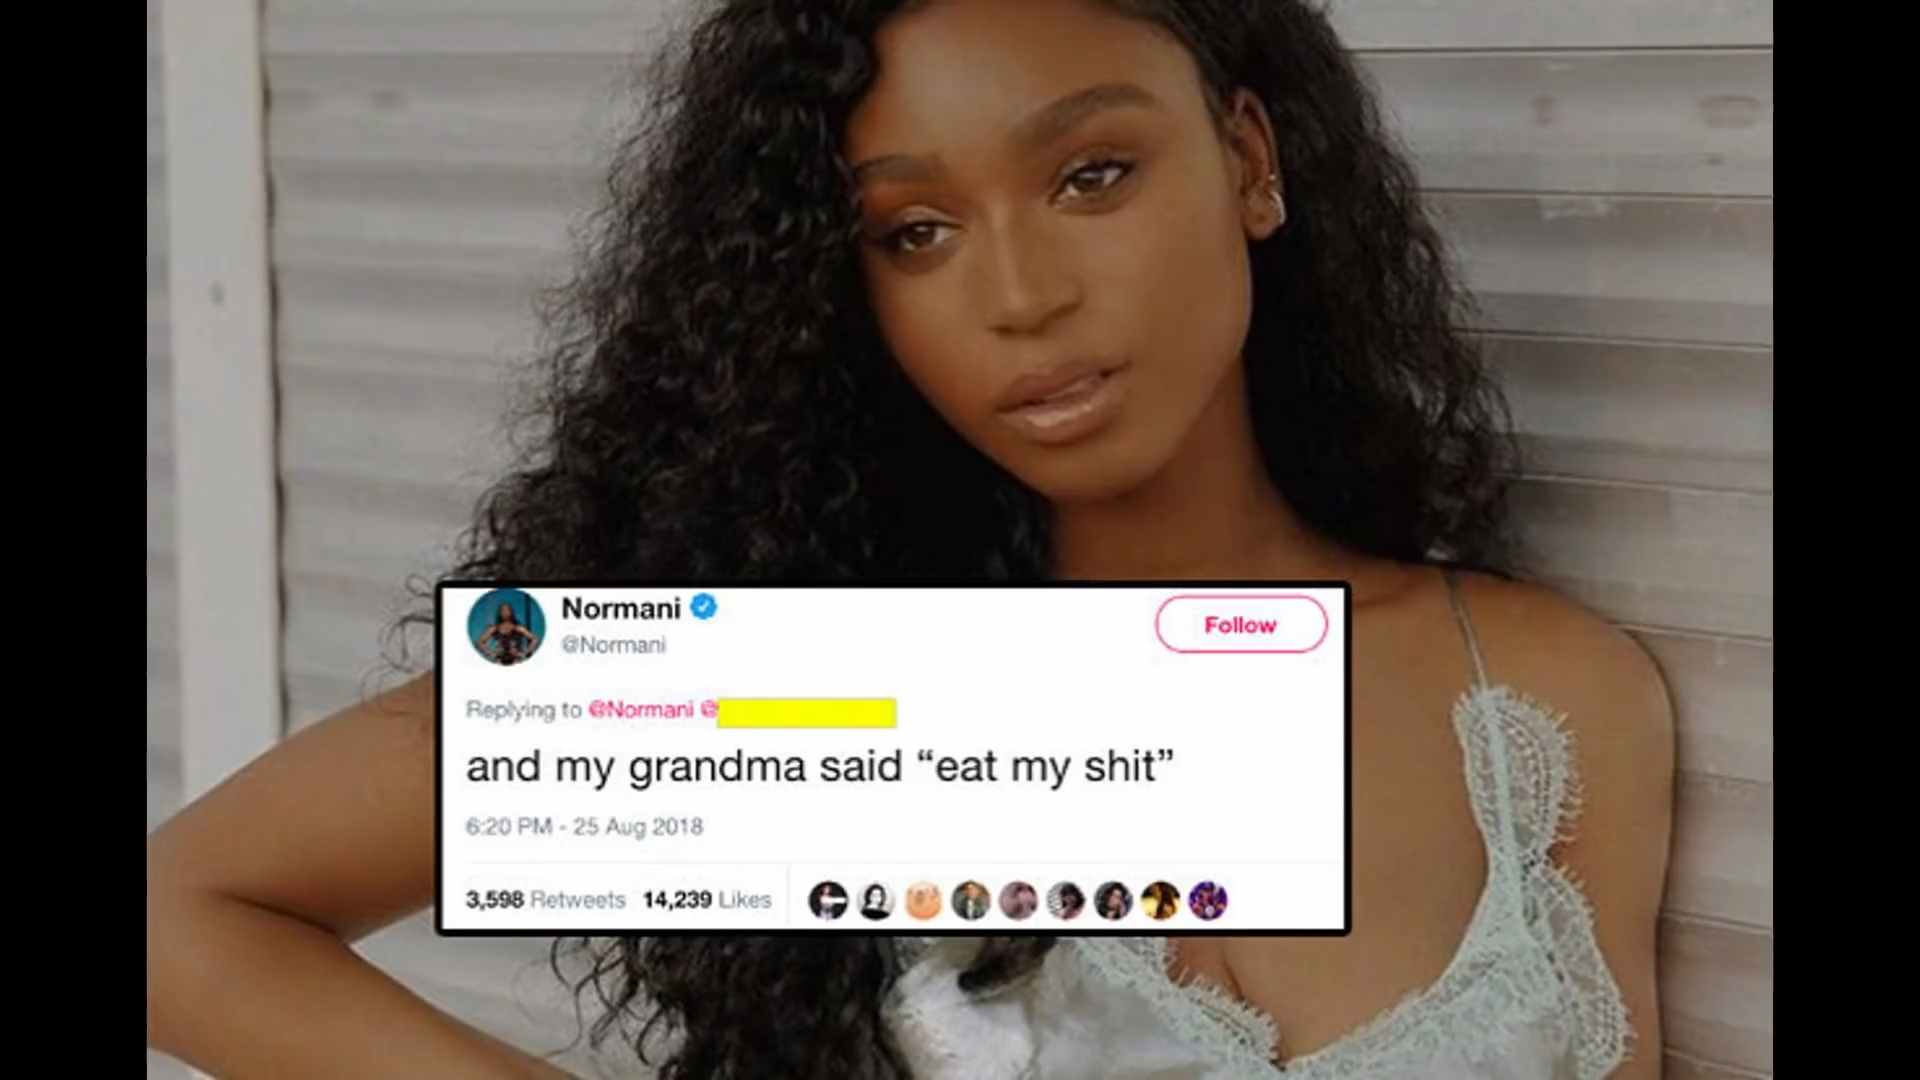 Normani
@Normani
Follow
Replying to @Normani @
and my grandma said “eat my shit”
6:20 PM - 25 Aug 2018
3,598 Retweets 14,239 Likes